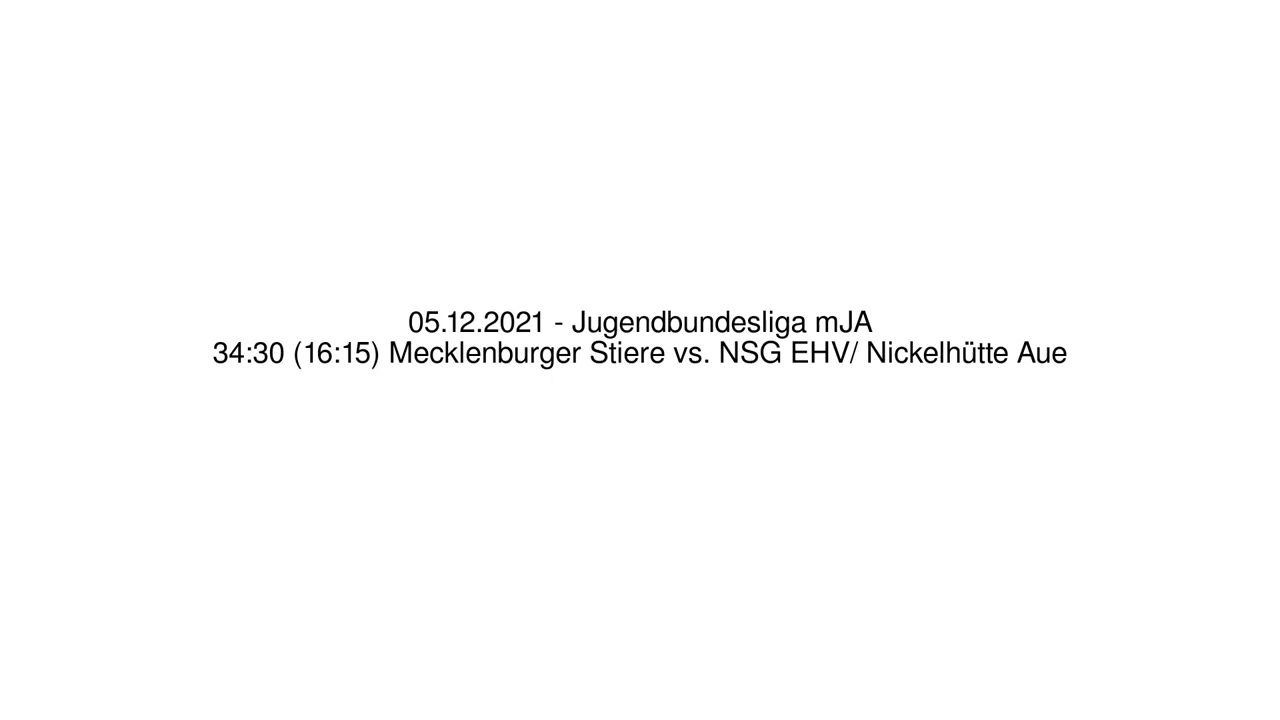 05.12.2021 - Jugendbundesliga mJA
34:30 (16:15) Mecklenburger Stiere vs. NSG EHV/ Nickelhütte Aue